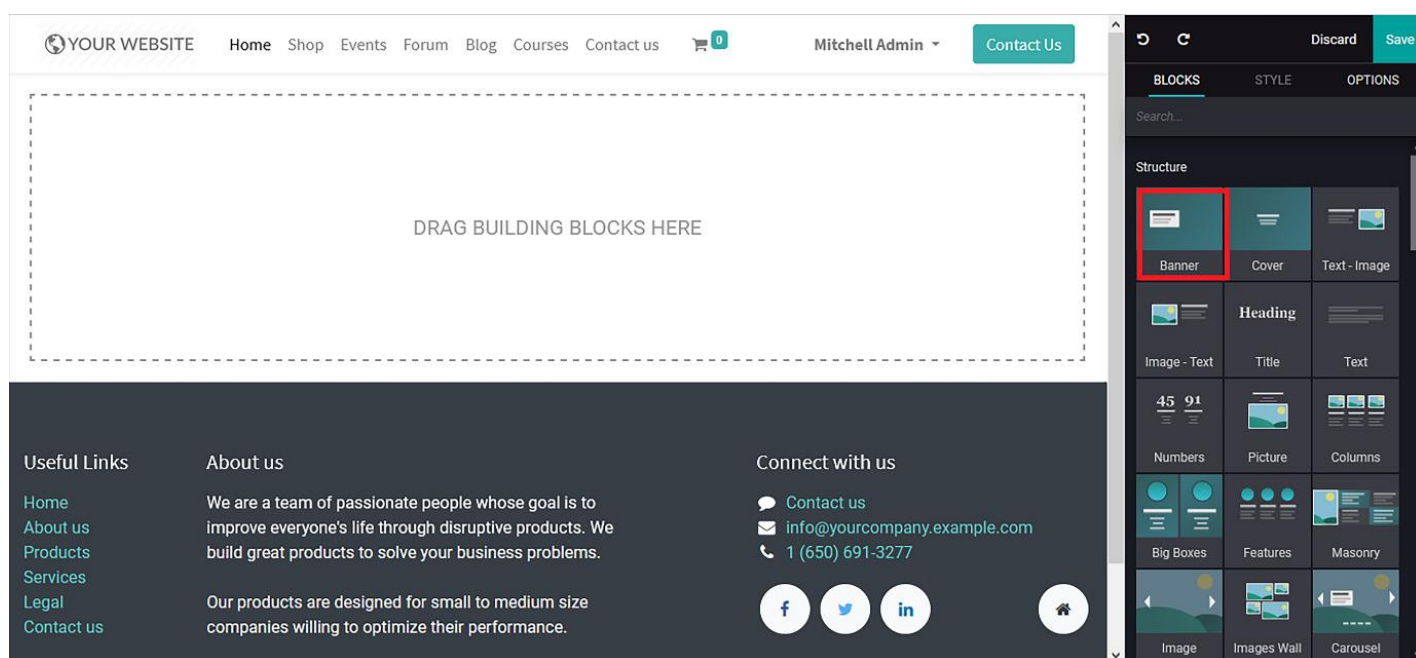 YOUR WEBSITE Home Shop Events Forum Blog Courses Contact us 0 Mitchell Admin Contact Us
DRAG BUILDING BLOCKS HERE
Useful Links
Home
About us
Products
Services
Legal
Contact us
About us
We are a team of passionate people whose goal is to
improve everyone's life through disruptive products. We
build great products to solve your business problems.
Our products are designed for small to medium size
companies willing to optimize their performance.
Connect with us
Contact us
info@yourcompany.example.com
1 (650) 691-3277
f in
Discard Save
BLOCKS STYLE OPTIONS
Search...
Structure
Banner Cover Text - Image
Heading
Image - Text Title Text
45 91
Numbers Picture Columns
Big Boxes Features Masonry
Image Images Wall Carousel